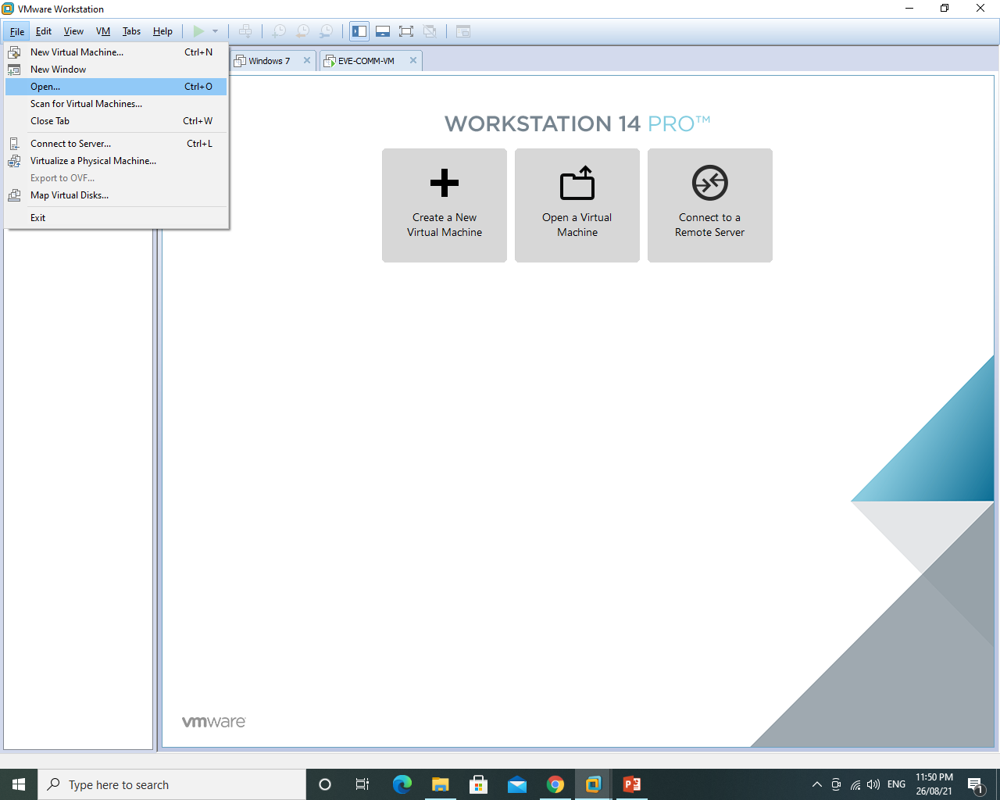 VMware Workstation
File Edit View VM Tabs Help
New Virtual Machine... Ctrl+N
New Window
Open... Ctrl+O
Scan for Virtual Machines...
Close Tab Ctrl+W
Connect to Server... Ctrl+L
Virtualize a Physical Machine...
Export to OVF...
Map Virtual Disks...
Exit
Windows 7
EVE-COMM-VM
WORKSTATION 14 PRO™
Create a New
Virtual Machine
Open a Virtual
Machine
Connect to a
Remote Server
vmware
Type here to search
ENG
11:50 PM
26/08/21
1